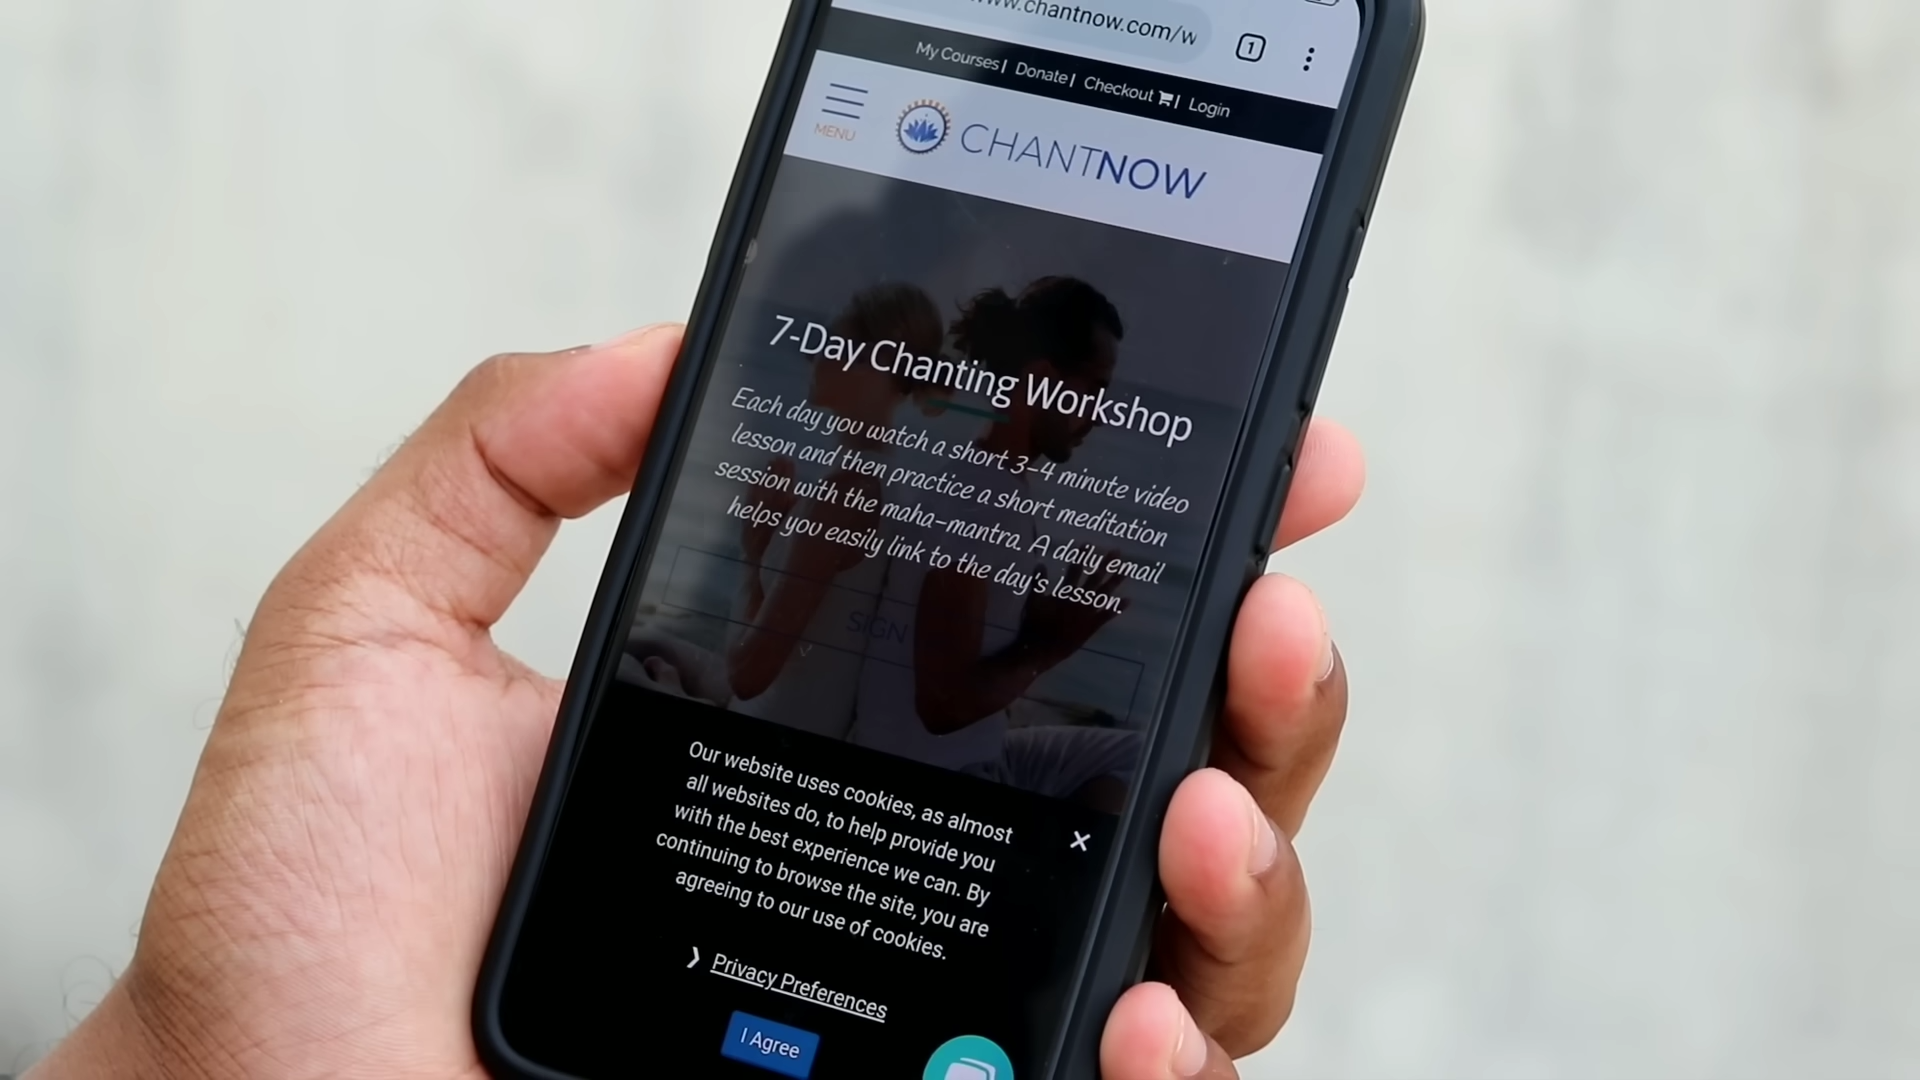 www.chantnow.com/w
1
My Courses | Donate | Checkout | Login
MENU
CHANTNOW
7-Day Chanting Workshop
Each day you watch a short 3-4 minute video
lesson and then practice a short meditation
session with the maha-mantra. A daily email
helps you easily link to the day's lesson.
SIGN
Our website uses cookies, as almost
all websites do, to help provide you
with the best experience we can. By
continuing to browse the site, you are
agreeing to our use of cookies.
Privacy Preferences
I Agree